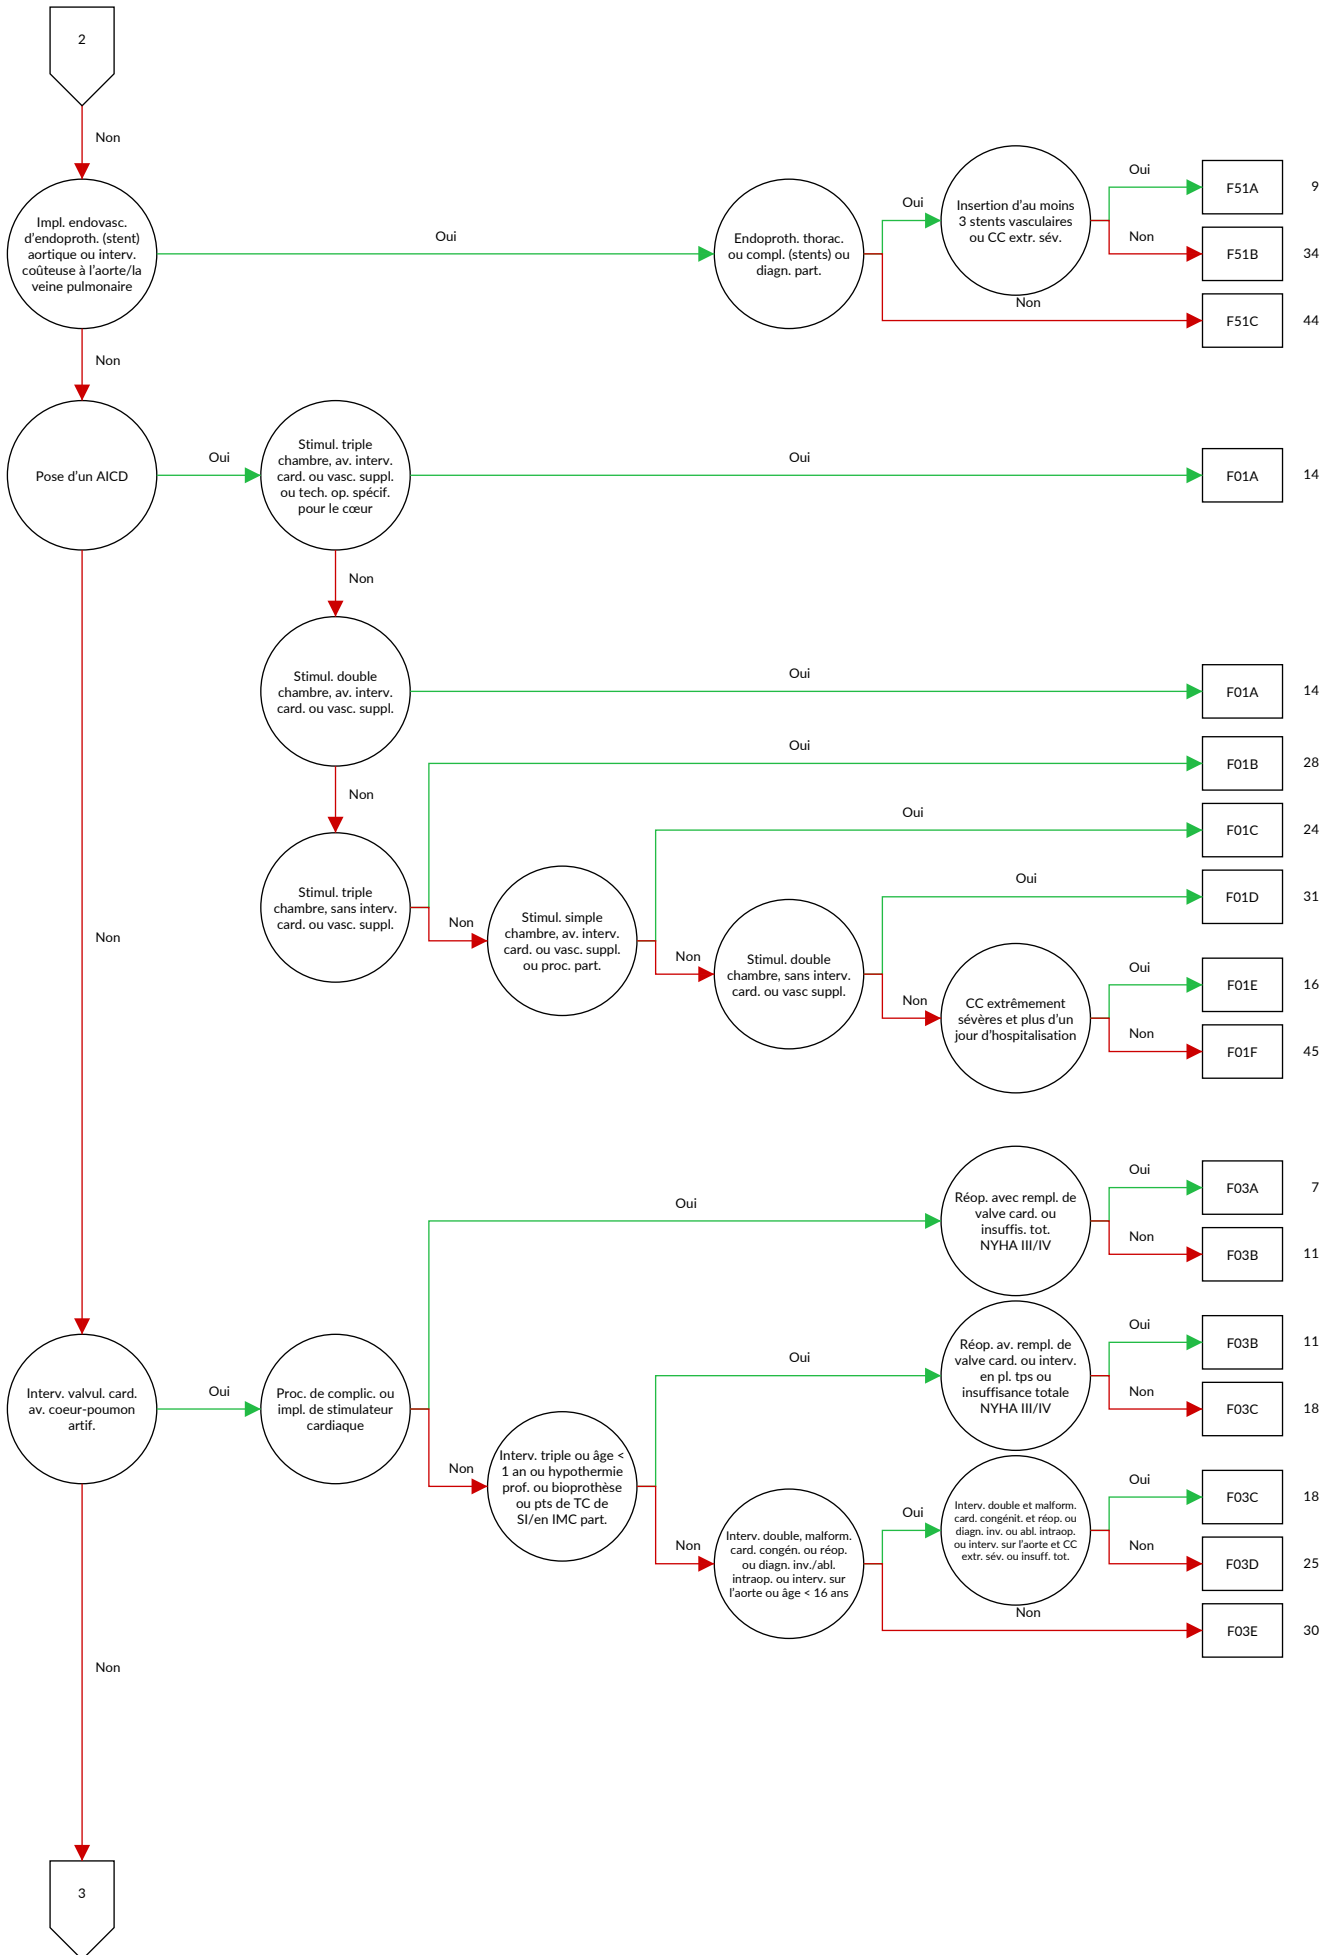 2
Non
Impl. endovasc.
d'endoproth. (stent)
aortique ou interv.
coûteuse à l'aorte/la
veine pulmonaire
Oui
Endoproth. thorac.
ou compl. (stents) ou
diagn. part.
Oui
Insertion d'au moins
3 stents vasculaires
ou CC extr. sév.
Oui
F51A 9
Non
F51B 34
Non
F51C 44
Non
Pose d'un AICD
Oui
Stimul. triple
chambre, av. interv.
card. ou vasc. suppl.
ou tech. op. spécif.
pour le cœur
Oui
F01A 14
Non
Stimul. double
chambre, av. interv.
card. ou vasc. suppl.
Oui
F01A 14
Non
Stimul. triple
chambre, sans interv.
card. ou vasc. suppl.
Oui
F01B 28
Non
Stimul. simple
chambre, av. interv.
card. ou vasc. suppl.
ou proc. part.
Oui
F01C 24
Non
Stimul. double
chambre, sans interv.
card. ou vasc suppl.
Oui
F01D 31
Non
CC extrêmement
sévères et plus d'un
jour d'hospitalisation
Oui
F01E 16
Non
F01F 45
Non
Interv. valvul. card.
av. coeur-poumon
artif.
Oui
Proc. de complic. ou
impl. de stimulateur
cardiaque
Oui
Réop. avec rempl. de
valve card. ou
insuffis. tot.
NYHA III/IV
Oui
F03A 7
Non
F03B 11
Non
Interv. triple ou âge <
1 an ou hypothermie
prof. ou bioprothèse
ou pts de TC de
SI/en IMC part.
Oui
Réop. av. rempl. de
valve card. ou interv.
en pl. tps ou
insuffisance totale
NYHA III/IV
Oui
F03B 11
Non
F03C 18
Non
Interv. double, malform.
card. congén. ou réop.
ou diagn. inv./abl.
intraop. ou interv. sur
l'aorte ou âge < 16 ans
Oui
Interv. double et malform.
card. congénit. et réop. ou
diagn. inv. ou abl. intraop.
ou interv. sur l'aorte et CC
extr. sév. ou insuff. tot.
Oui
F03C 18
Non
F03D 25
Non
F03E 30
Non
3